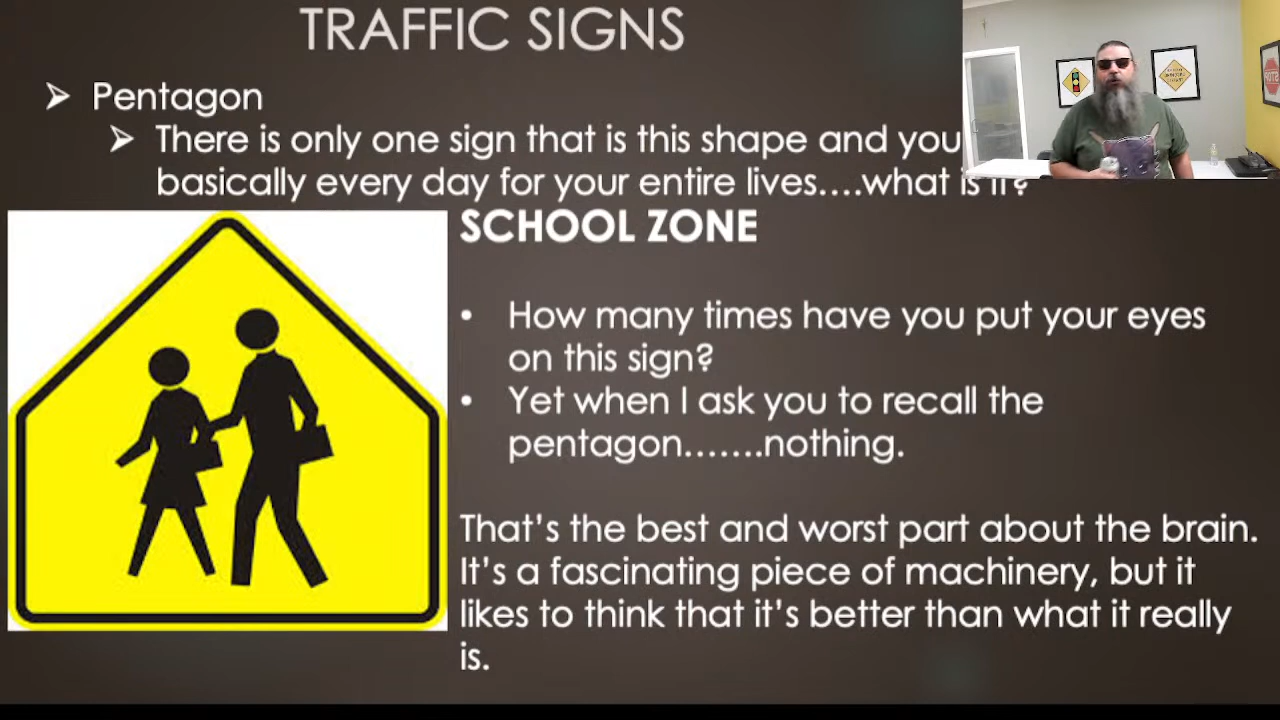 TRAFFIC SIGNS
➢ Pentagon
➢ There is only one sign that is this shape and you
basically every day for your entire lives….what is it?
SCHOOL ZONE
• How many times have you put your eyes
on this sign?
• Yet when I ask you to recall the
pentagon…….nothing.
That's the best and worst part about the brain.
It's a fascinating piece of machinery, but it
likes to think that it's better than what it really
is.